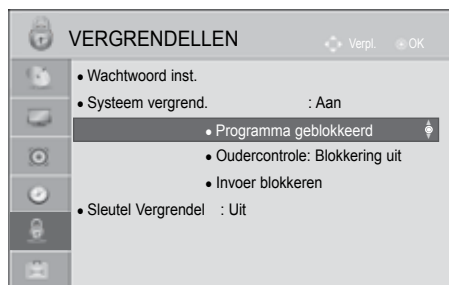 VERGRENDELLEN
Verpl. OK
• Wachtwoord inst.
• Systeem vergrend. : Aan
• Programma geblokkeerd
• Oudercontrole: Blokkering uit
• Invoer blokkeren
• Sleutel Vergrendel : Uit